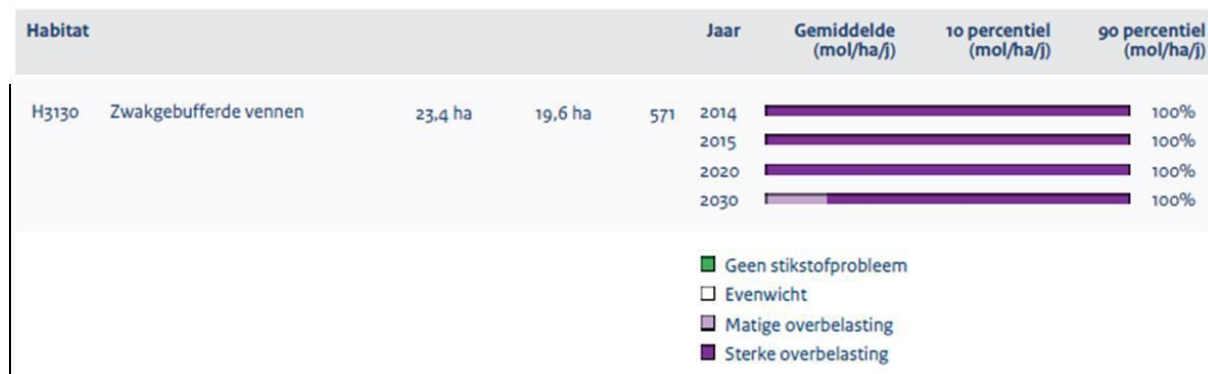 Habitat Jaar Gemiddelde (mol/ha/j) 10 percentiel (mol/ha/j) 90 percentiel (mol/ha/j)
H3130 Zwakgebufferde vennen 23,4 ha 19,6 ha 571 2014 100%
2015 100%
2020 100%
2030 100%
Geen stikstofprobleem
Evenwicht
Matige overbelasting
Sterke overbelasting